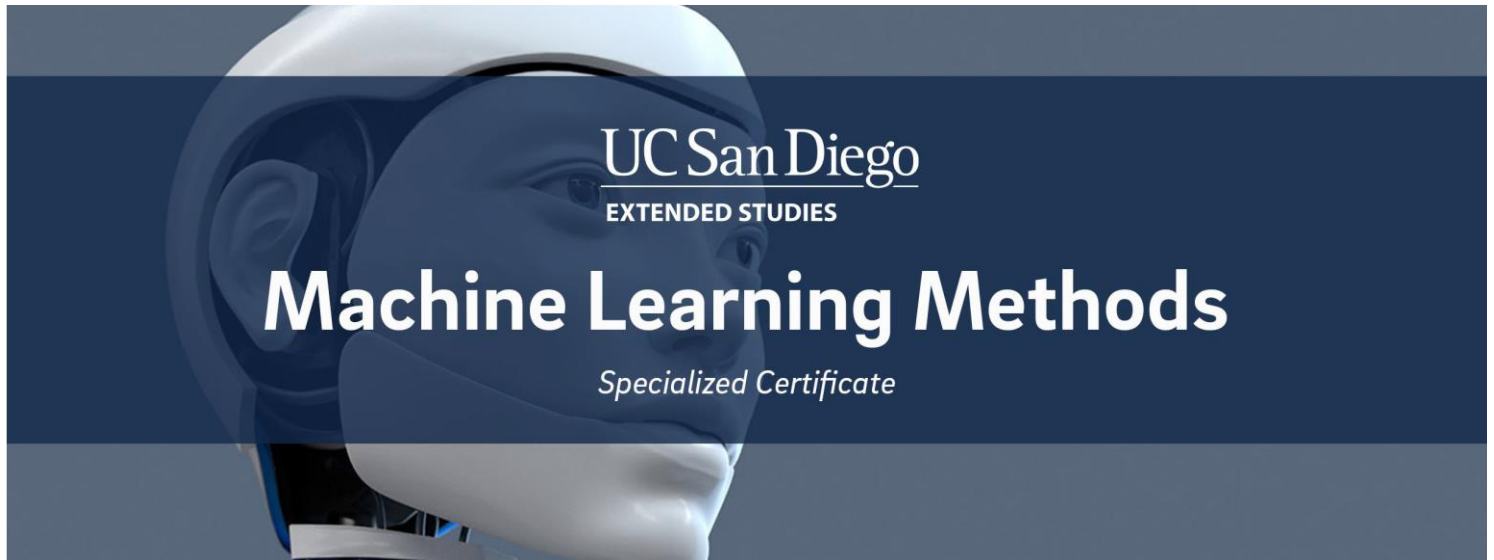 UC San Diego
EXTENDED STUDIES
Machine Learning Methods
Specialized Certificate